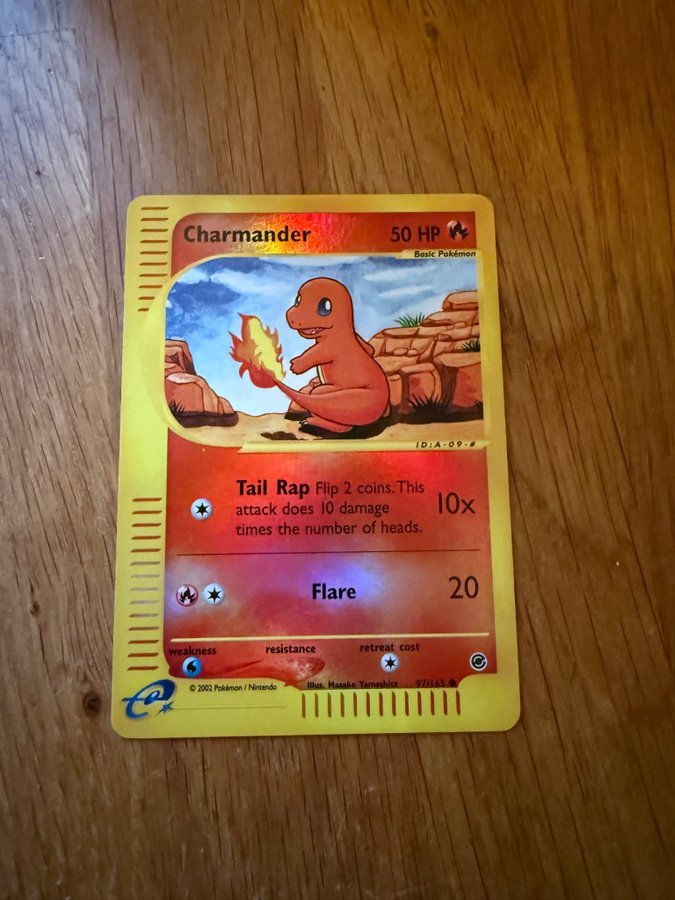 Charmander 50 HP
Basic Pokémon
ID:A-09-#
Tail Rap Flip 2 coins. This
attack does 10 damage
times the number of heads.
10x
Flare 20
weakness resistance retreat cost
© 2002 Pokémon / Nintendo
Illus. Masako Yamashita 97/165
e